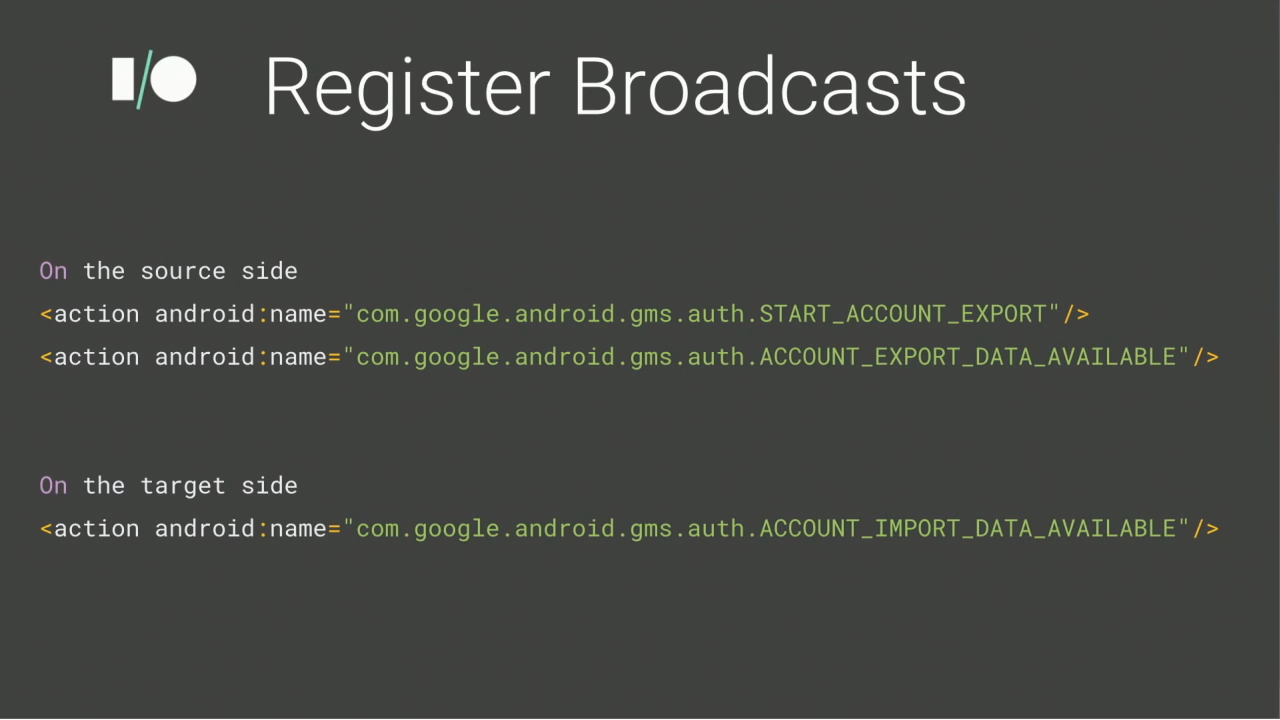 I/O Register Broadcasts
On the source side
<action android:name="com.google.android.gms.auth.START_ACCOUNT_EXPORT"/>
<action android:name="com.google.android.gms.auth.ACCOUNT_EXPORT_DATA_AVAILABLE"/>
On the target side
<action android:name="com.google.android.gms.auth.ACCOUNT_IMPORT_DATA_AVAILABLE"/>